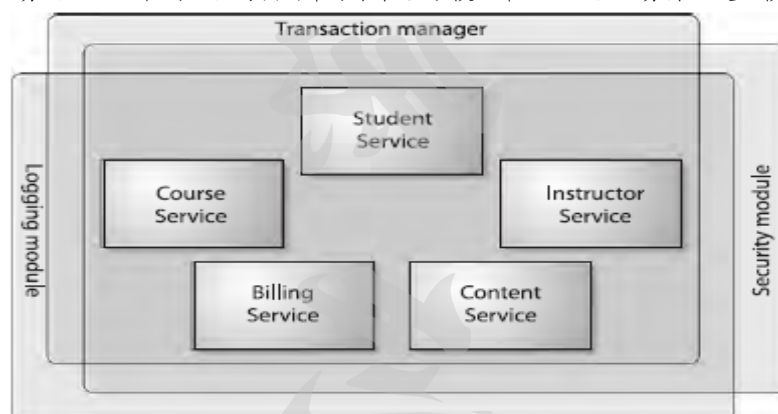 Transaction manager
Student
Service
Course
Service
Instructor
Service
Billing
Service
Content
Service
Logging module
Security module